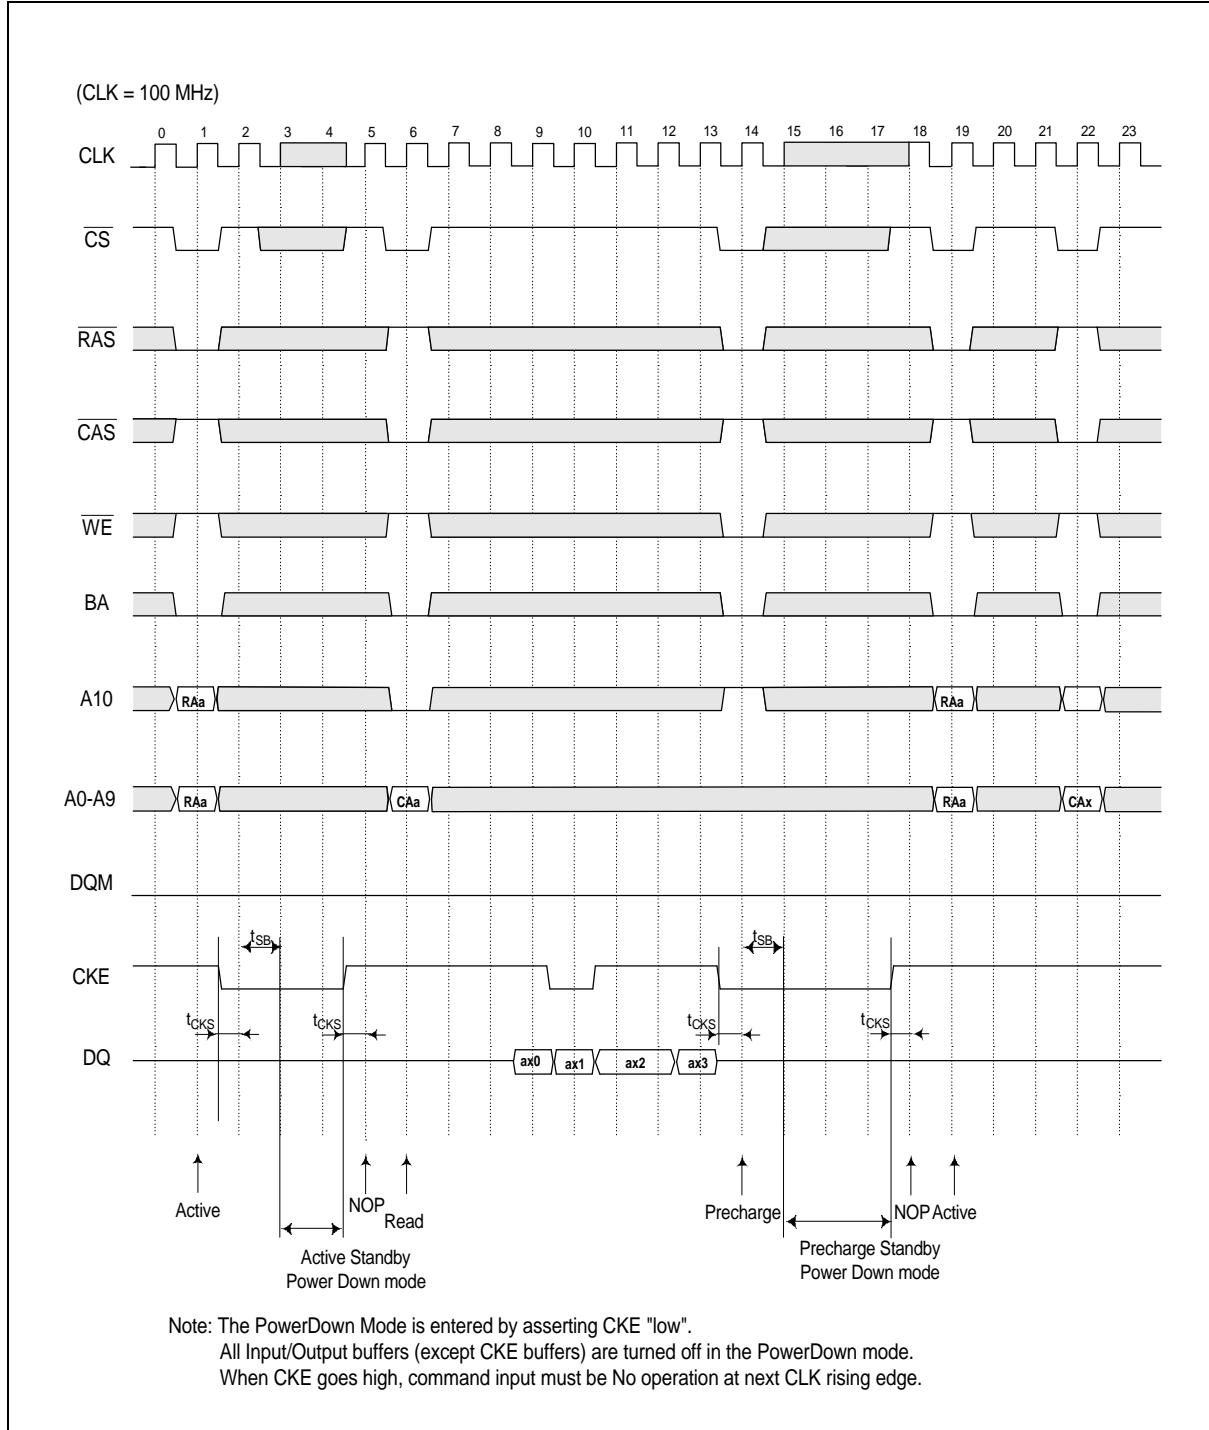 (CLK = 100 MHz)
0 1 2 3 4 5 6 7 8 9 10 11 12 13 14 15 16 17 18 19 20 21 22 23
CLK
CS
RAS
CAS
WE
BA
A10 RAa RAa
A0-A9 RAa CAa RAa CAx
DQM
tSB tSB
CKE
tCKS tCKS tCKS tCKS
DQ ax0 ax1 ax2 ax3
Active NOP Read Precharge NOP Active
Active Standby
Power Down mode
Precharge Standby
Power Down mode
Note: The PowerDown Mode is entered by asserting CKE "low".
All Input/Output buffers (except CKE buffers) are turned off in the PowerDown mode.
When CKE goes high, command input must be No operation at next CLK rising edge.